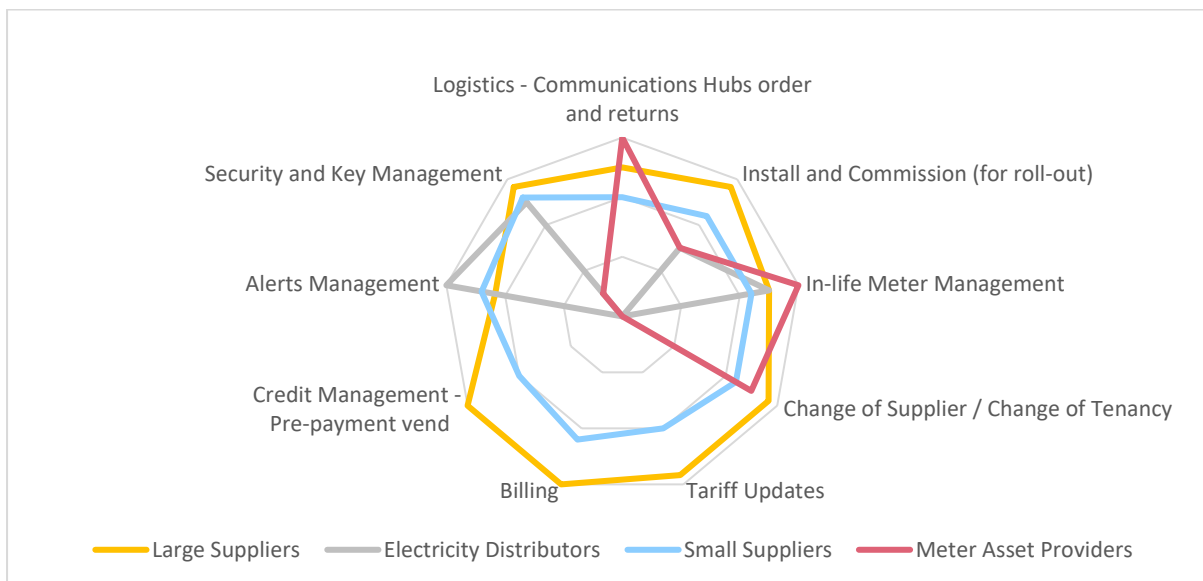 Logistics - Communications Hubs order
and returns
Security and Key Management
Install and Commission (for roll-out)
Alerts Management
In-life Meter Management
Credit Management -
Pre-payment vend
Change of Supplier / Change of Tenancy
Billing
Tariff Updates
Large Suppliers
Electricity Distributors
Small Suppliers
Meter Asset Providers